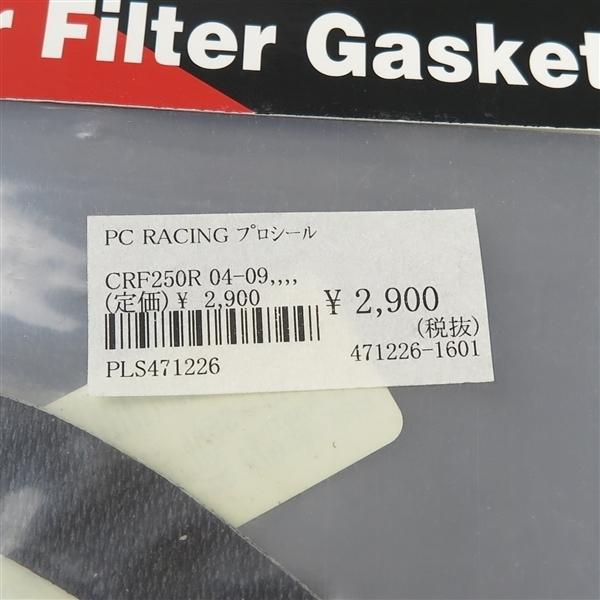 r Filter Gasket
PC RACING プロシール
CRF250R 04-09,,,,
(定価)¥ 2,900
¥ 2,900
(税抜)
PLS471226
471226-1601